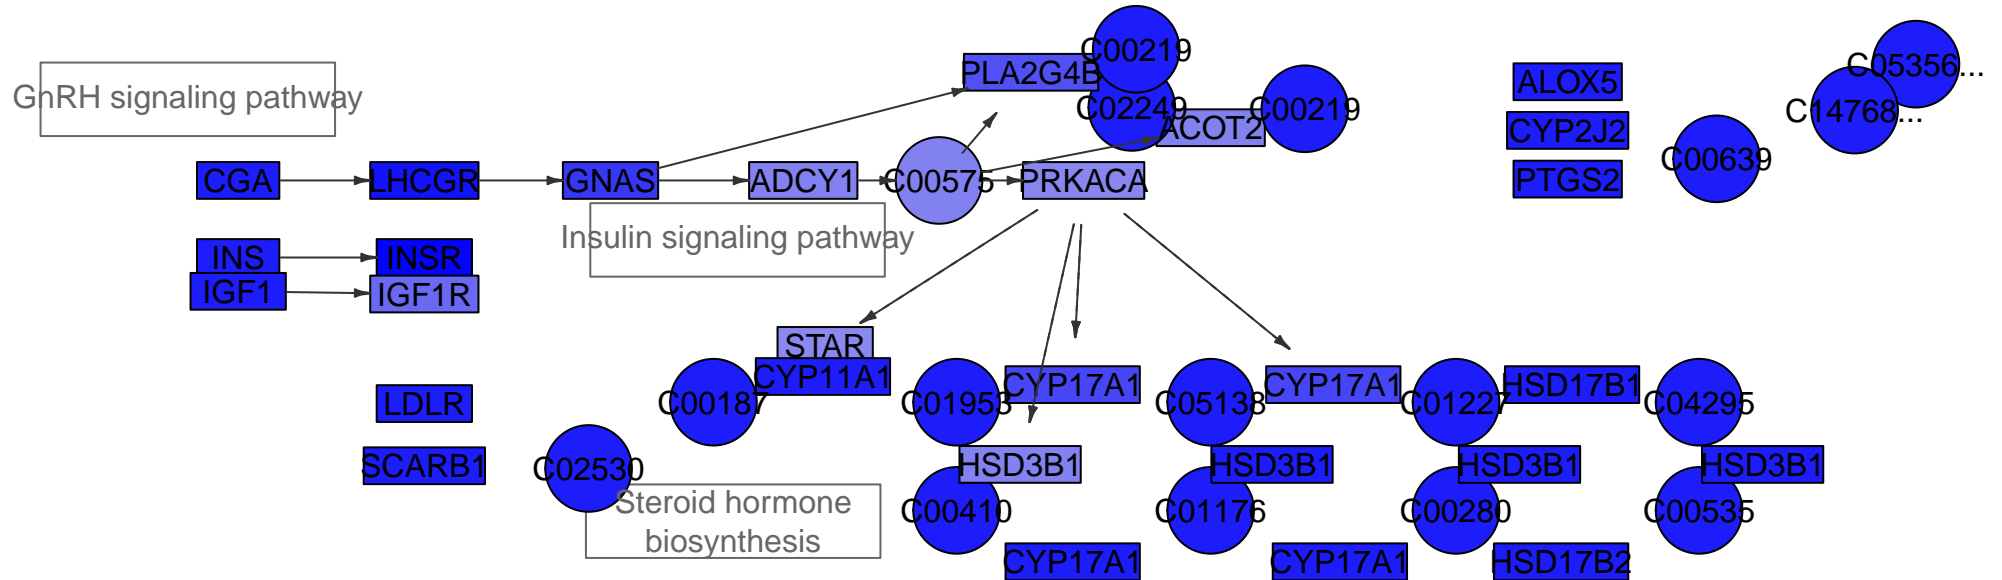 C00219
C05356...
PLA2G4B
ALOX5
GnRH signaling pathway
C02249
C00219
C14768...
ACOT2
CYP2J2
C00639
CGA
LHCGR
GNAS
ADCY1
C00575
PRKACA
PTGS2
Insulin signaling pathway
INS
INSR
IGF1
IGF1R
STAR
CYP11A1
CYP17A1
CYP17A1
HSD17B1
LDLR
C00187
C01953
C05138
C01227
C04295
SCARB1
C02530
HSD3B1
HSD3B1
HSD3B1
HSD3B1
Steroid hormone
biosynthesis
C00410
C01176
C00280
C00535
CYP17A1
CYP17A1
HSD17B2